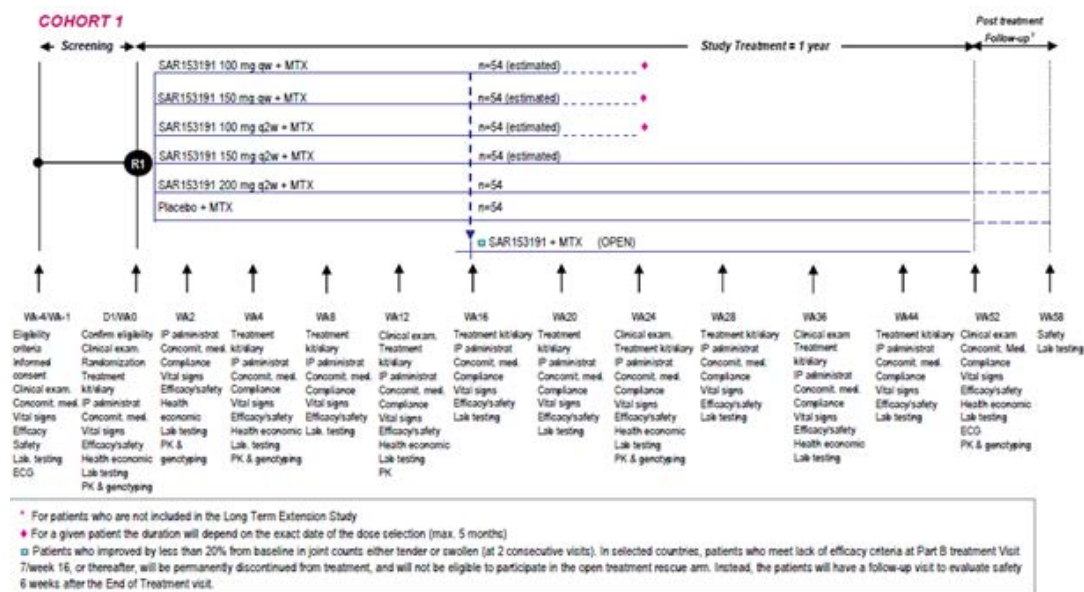 COHORT 1
Post treatment
Screening
Study Treatment = 1 year
Follow-up*
SAR153191 100 mg qw + MTX n=54 (estimated)
SAR153191 150 mg qw + MTX n=54 (estimated)
SAR153191 100 mg q2w + MTX n=54 (estimated)
R1
SAR153191 150 mg q2w + MTX n=54 (estimated)
SAR153191 200 mg q2w + MTX n=54
Placebo + MTX n=54
SAR153191 + MTX (OPEN)
Wk-4/Wk-1
Eligibility
criteria
Informed
consent
Clinical exam.
Concomit. med.
Vital signs
Efficacy
Safety
Lab. testing
ECG
D1/Wk0
Confirm eligibility
Clinical exam.
Randomization
Treatment
kit/diary
IP administrat
Concomit. med.
Vital signs
Efficacy/safety
Health economic
Lab testing
PK & genotyping
Wk2
IP administrat
Concomit. med.
Compliance
Vital signs
Efficacy/safety
Health
economic
Lab testing
PK &
genotyping
Wk4
Treatment
kit/diary
IP administrat
Concomit. med.
Compliance
Vital signs
Efficacy/safety
Health economic
Lab. testing
PK & genotyping
Wk8
Treatment
kit/diary
IP administrat
Concomit. med.
Compliance
Vital signs
Efficacy/safety
Lab. testing
Wk12
Clinical exam.
Treatment
kit/diary
IP administrat
Concomit. med.
Compliance
Vital signs
Efficacy/safety
Health economic
Lab testing
PK
Wk16
Treatment kit/diary
IP administrat
Concomit. med.
Compliance
Vital signs
Efficacy/safety
Lab testing
Wk20
Treatment
kit/diary
IP administrat
Concomit. med.
Compliance
Vital signs
Efficacy/safety
Lab testing
Wk24
Clinical exam.
Treatment kit/diary
IP administrat
Concomit. med.
Compliance
Vital signs
Efficacy/safety
Health economic
Lab testing
PK & genotyping
Wk28
Treatment kit/diary
IP administrat
Concomit. med.
Compliance
Vital signs
Efficacy/safety
Lab testing
Wk36
Clinical exam
Treatment
kit/diary
IP administrat
Concomit. med.
Compliance
Vital signs
Efficacy/safety
Health economic
Lab testing
Wk44
Treatment kit/diary
IP administrat
Concomit. med.
Compliance
Vital signs
Efficacy/safety
Lab testing
Wk52
Clinical exam
Concomit. Med.
Compliance
Vital signs
Efficacy/safety
Health economic
Lab testing
ECG
PK & genotyping
Wk58
Safety
Lab testing
* For patients who are not included in the Long Term Extension Study
♦ For a given patient the duration will depend on the exact date of the dose selection (max. 5 months)
Patients who improved by less than 20% from baseline in joint counts either tender or swollen (at 2 consecutive visits). In selected countries, patients who meet lack of efficacy criteria at Part B treatment Visit
7/week 16, or thereafter, will be permanently discontinued from treatment, and will not be eligible to participate in the open treatment rescue arm. Instead, the patients will have a follow-up visit to evaluate safety
6 weeks after the End of Treatment visit.